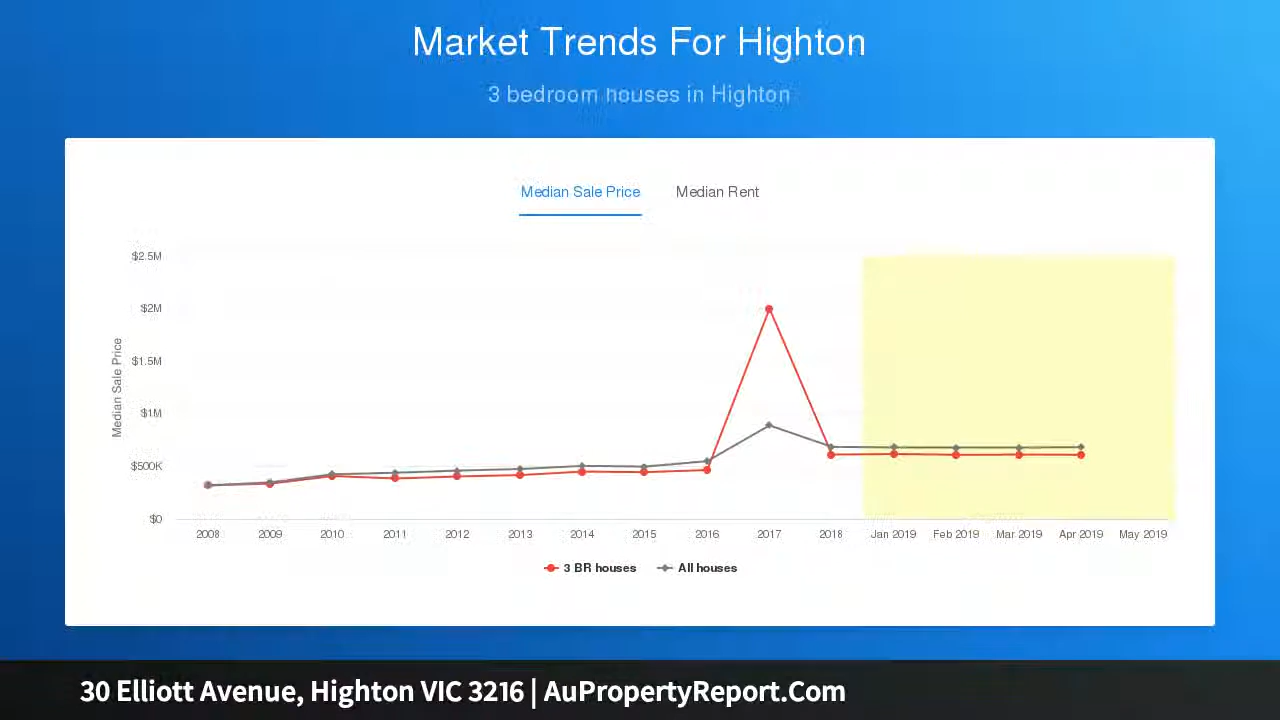 Market Trends For Highton
3 bedroom houses in Highton
Median Sale Price Median Rent
$2.5M
$2M
$1.5M
$1M
$500K
$0
Median Sale Price
2008 2009 2010 2011 2012 2013 2014 2015 2016 2017 2018 Jan 2019 Feb 2019 Mar 2019 Apr 2019 May 2019
3 BR houses All houses
30 Elliott Avenue, Highton VIC 3216 | AuPropertyReport.Com